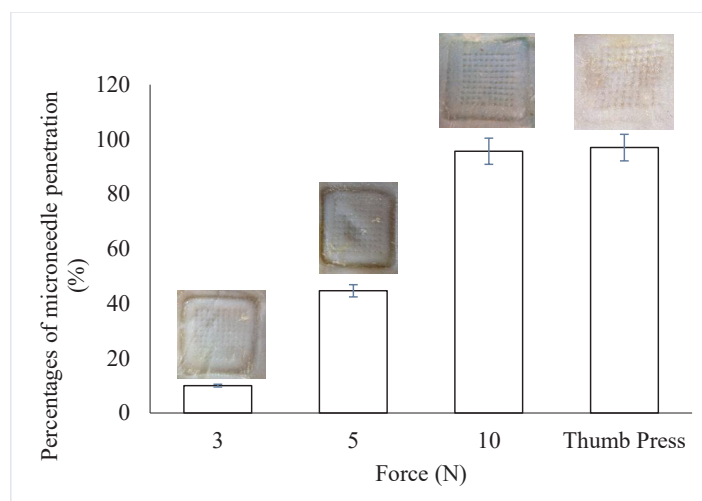 Percentages of microneedle penetration
(%)
120
100
80
60
40
20
0
3 5 10 Thumb Press
Force (N)